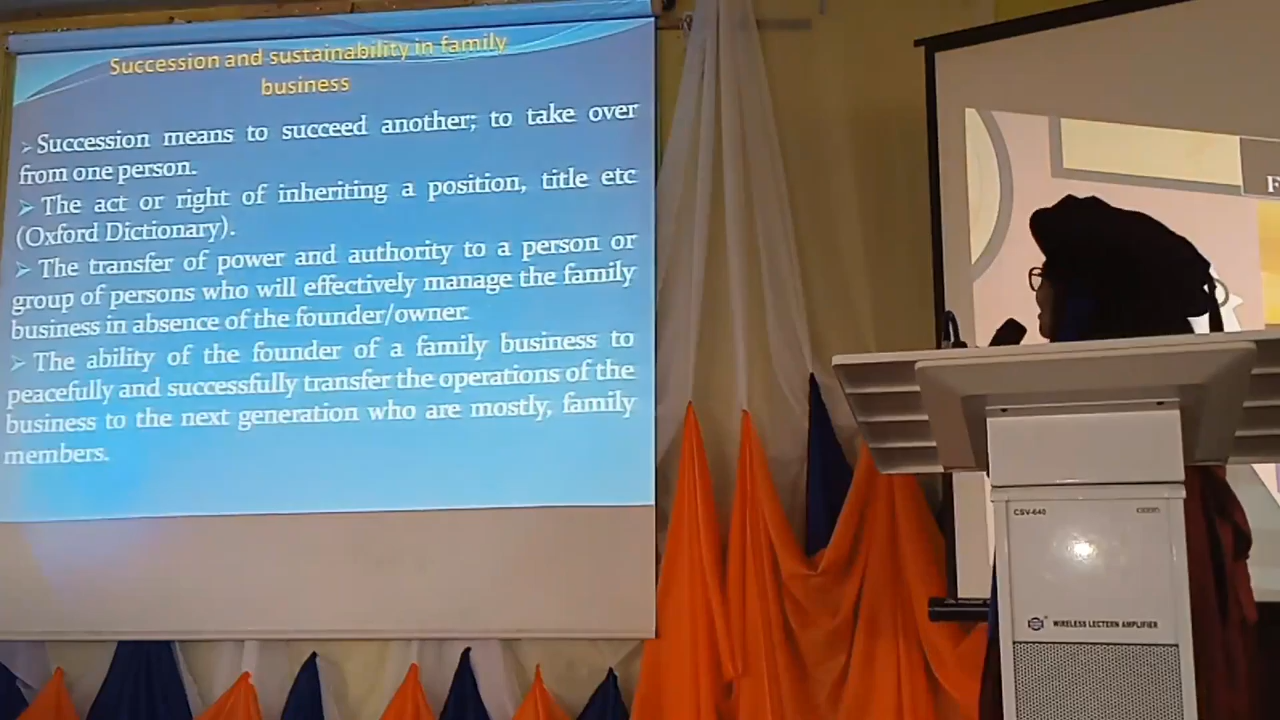 Succession and sustainability in family
business
➢ Succession means to succeed another; to take over
from one person.
➢ The act or right of inheriting a position, title etc
(Oxford Dictionary).
➢ The transfer of power and authority to a person or
group of persons who will effectively manage the family
business in absence of the founder/owner.
➢ The ability of the founder of a family business to
peacefully and successfully transfer the operations of the
business to the next generation who are mostly, family
members.
F
CSV-640
WIRELESS LECTERN AMPLIFIER